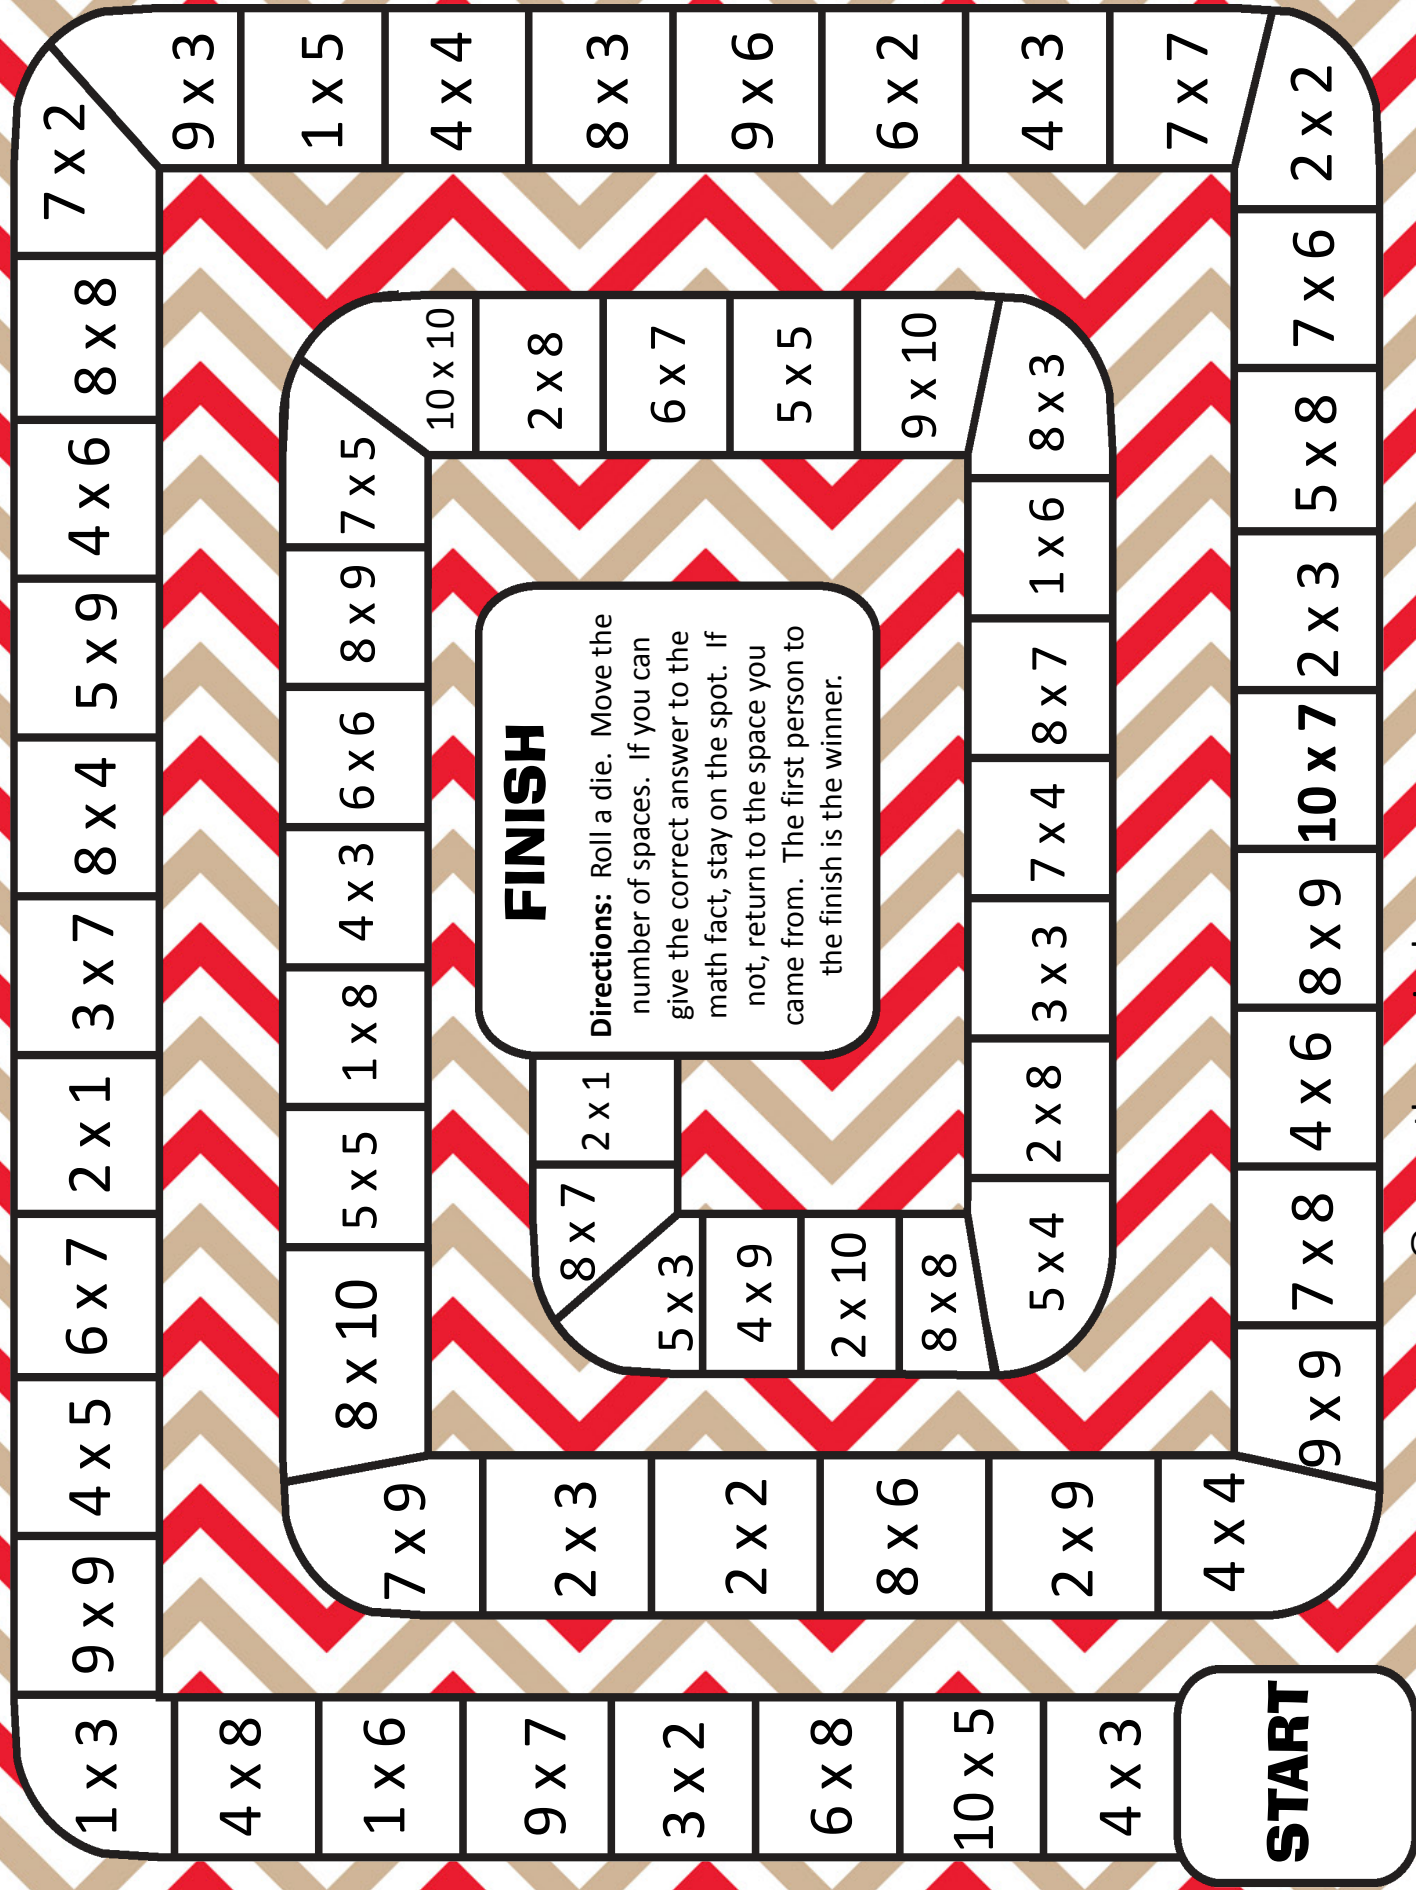 START
4 x 3
10 x 5
6 x 8
3 x 2
9 x 7
1 x 6
4 x 8
1 x 3
9 x 9
4 x 5
6 x 7
2 x 1
3 x 7
8 x 4
5 x 9
4 x 6
8 x 8
7 x 2
9 x 3
1 x 5
4 x 4
8 x 3
9 x 6
6 x 2
4 x 3
7 x 7
2 x 2
7 x 6
5 x 8
2 x 3
10 x 7
8 x 9
4 x 6
7 x 8
9 x 9
4 x 4
2 x 9
8 x 6
2 x 2
2 x 3
7 x 9
8 x 10
5 x 5
1 x 8
4 x 3
6 x 6
8 x 9
7 x 5
10 x 10
2 x 8
6 x 7
5 x 5
9 x 10
8 x 3
1 x 6
8 x 7
7 x 4
3 x 3
2 x 8
5 x 4
8 x 8
2 x 10
4 x 9
5 x 3
8 x 7
2 x 1
FINISH
Directions: Roll a die. Move the
number of spaces. If you can
give the correct answer to the
math fact, stay on the spot. If
not, return to the space you
came from. The first person to
the finish is the winner.